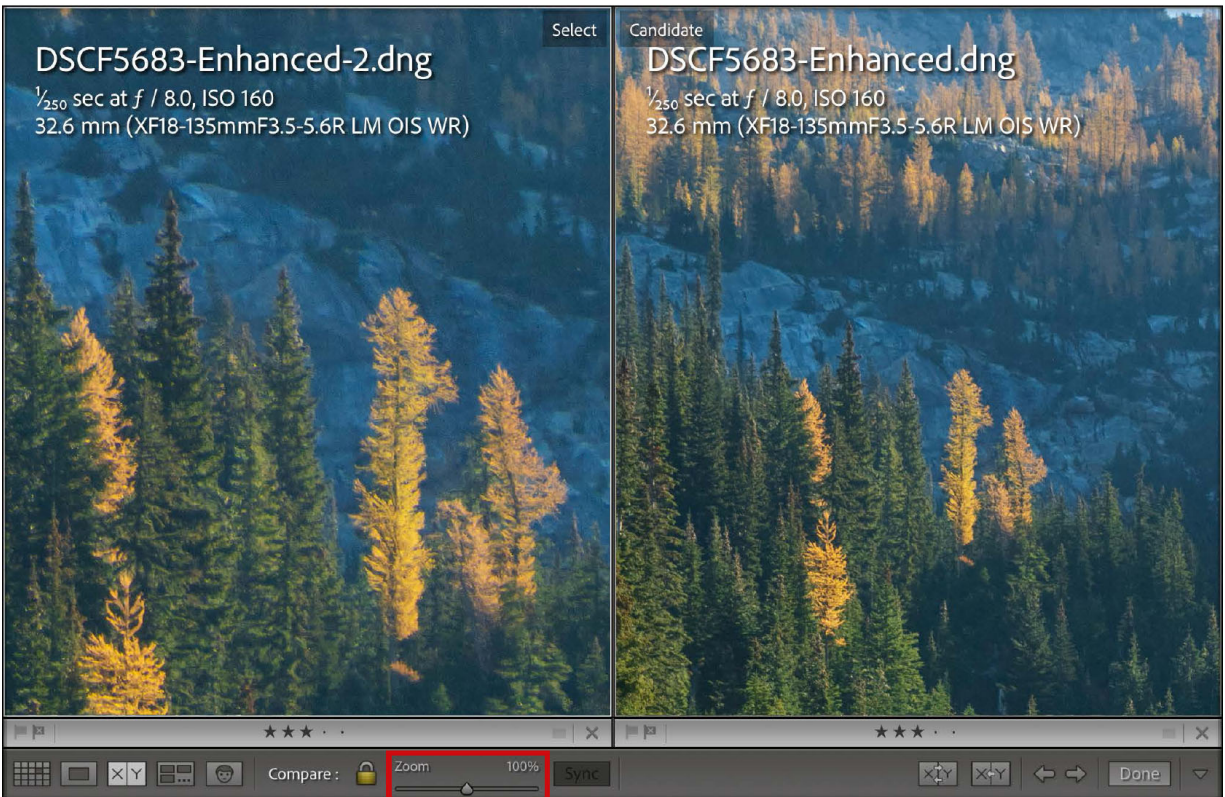 Select
DSCF5683-Enhanced-2.dng
1/250 sec at ƒ / 8.0, ISO 160
32.6 mm (XF18-135mmF3.5-5.6R LM OIS WR)
Candidate
DSCF5683-Enhanced.dng
1/250 sec at ƒ / 8.0, ISO 160
32.6 mm (XF18-135mmF3.5-5.6R LM OIS WR)
X Y
Compare :
Zoom 100%
Sync
X Y
X Y
Done